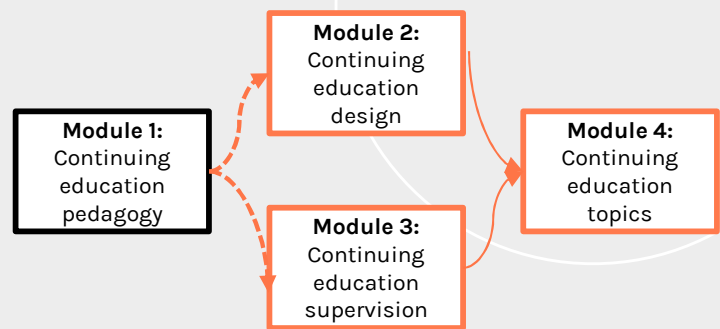 Module 1:
Continuing
education
pedagogy
Module 2:
Continuing
education
design
Module 3:
Continuing
education
supervision
Module 4:
Continuing
education
topics